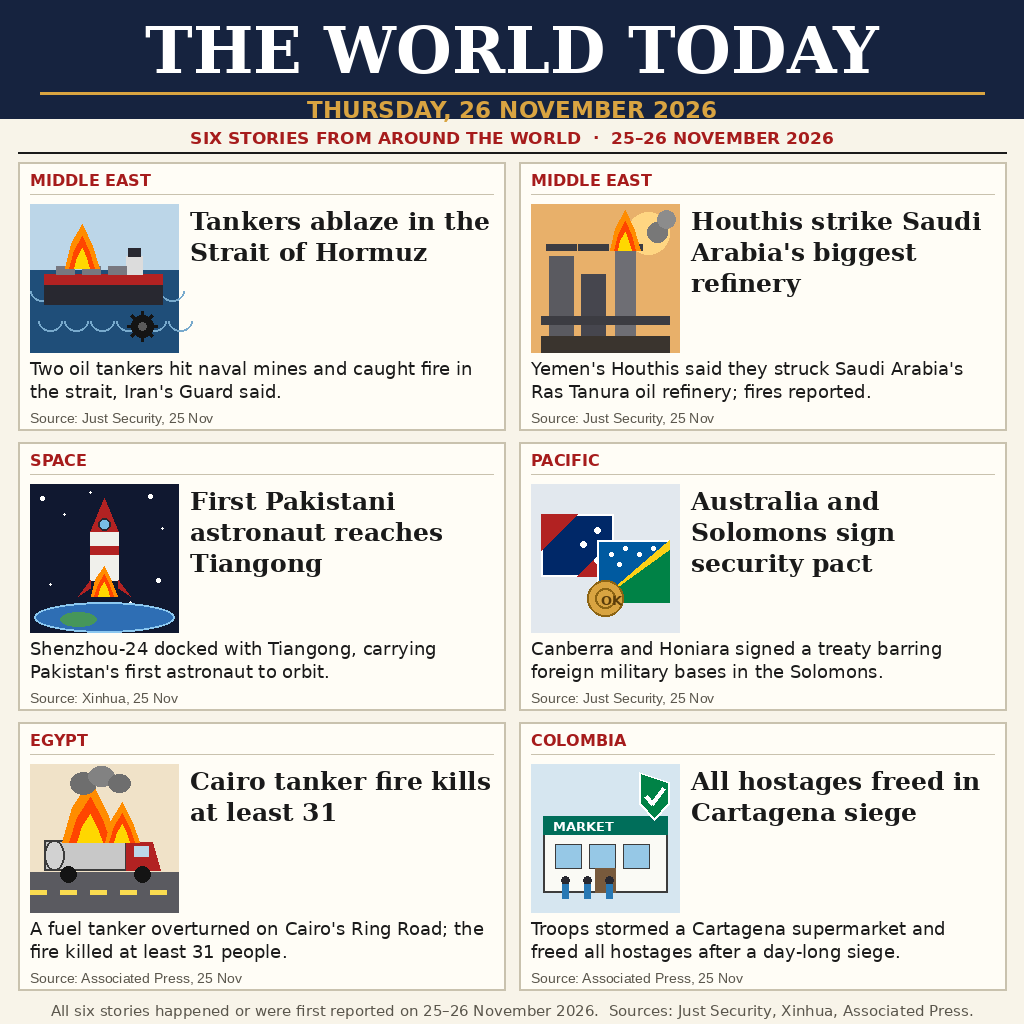 THE WORLD TODAY
THURSDAY, 26 NOVEMBER 2026
SIX STORIES FROM AROUND THE WORLD · 25–26 NOVEMBER 2026
MIDDLE EAST
Tankers ablaze in the
Strait of Hormuz
Two oil tankers hit naval mines and caught fire in
the strait, Iran's Guard said.
Source: Just Security, 25 Nov
MIDDLE EAST
Houthis strike Saudi
Arabia's biggest
refinery
Yemen's Houthis said they struck Saudi Arabia's
Ras Tanura oil refinery; fires reported.
Source: Just Security, 25 Nov
SPACE
First Pakistani
astronaut reaches
Tiangong
Shenzhou-24 docked with Tiangong, carrying
Pakistan's first astronaut to orbit.
Source: Xinhua, 25 Nov
PACIFIC
OK
Australia and
Solomons sign
security pact
Canberra and Honiara signed a treaty barring
foreign military bases in the Solomons.
Source: Just Security, 25 Nov
EGYPT
Cairo tanker fire kills
at least 31
A fuel tanker overturned on Cairo's Ring Road; the
fire killed at least 31 people.
Source: Associated Press, 25 Nov
COLOMBIA
MARKET
All hostages freed in
Cartagena siege
Troops stormed a Cartagena supermarket and
freed all hostages after a day-long siege.
Source: Associated Press, 25 Nov
All six stories happened or were first reported on 25–26 November 2026. Sources: Just Security, Xinhua, Associated Press.